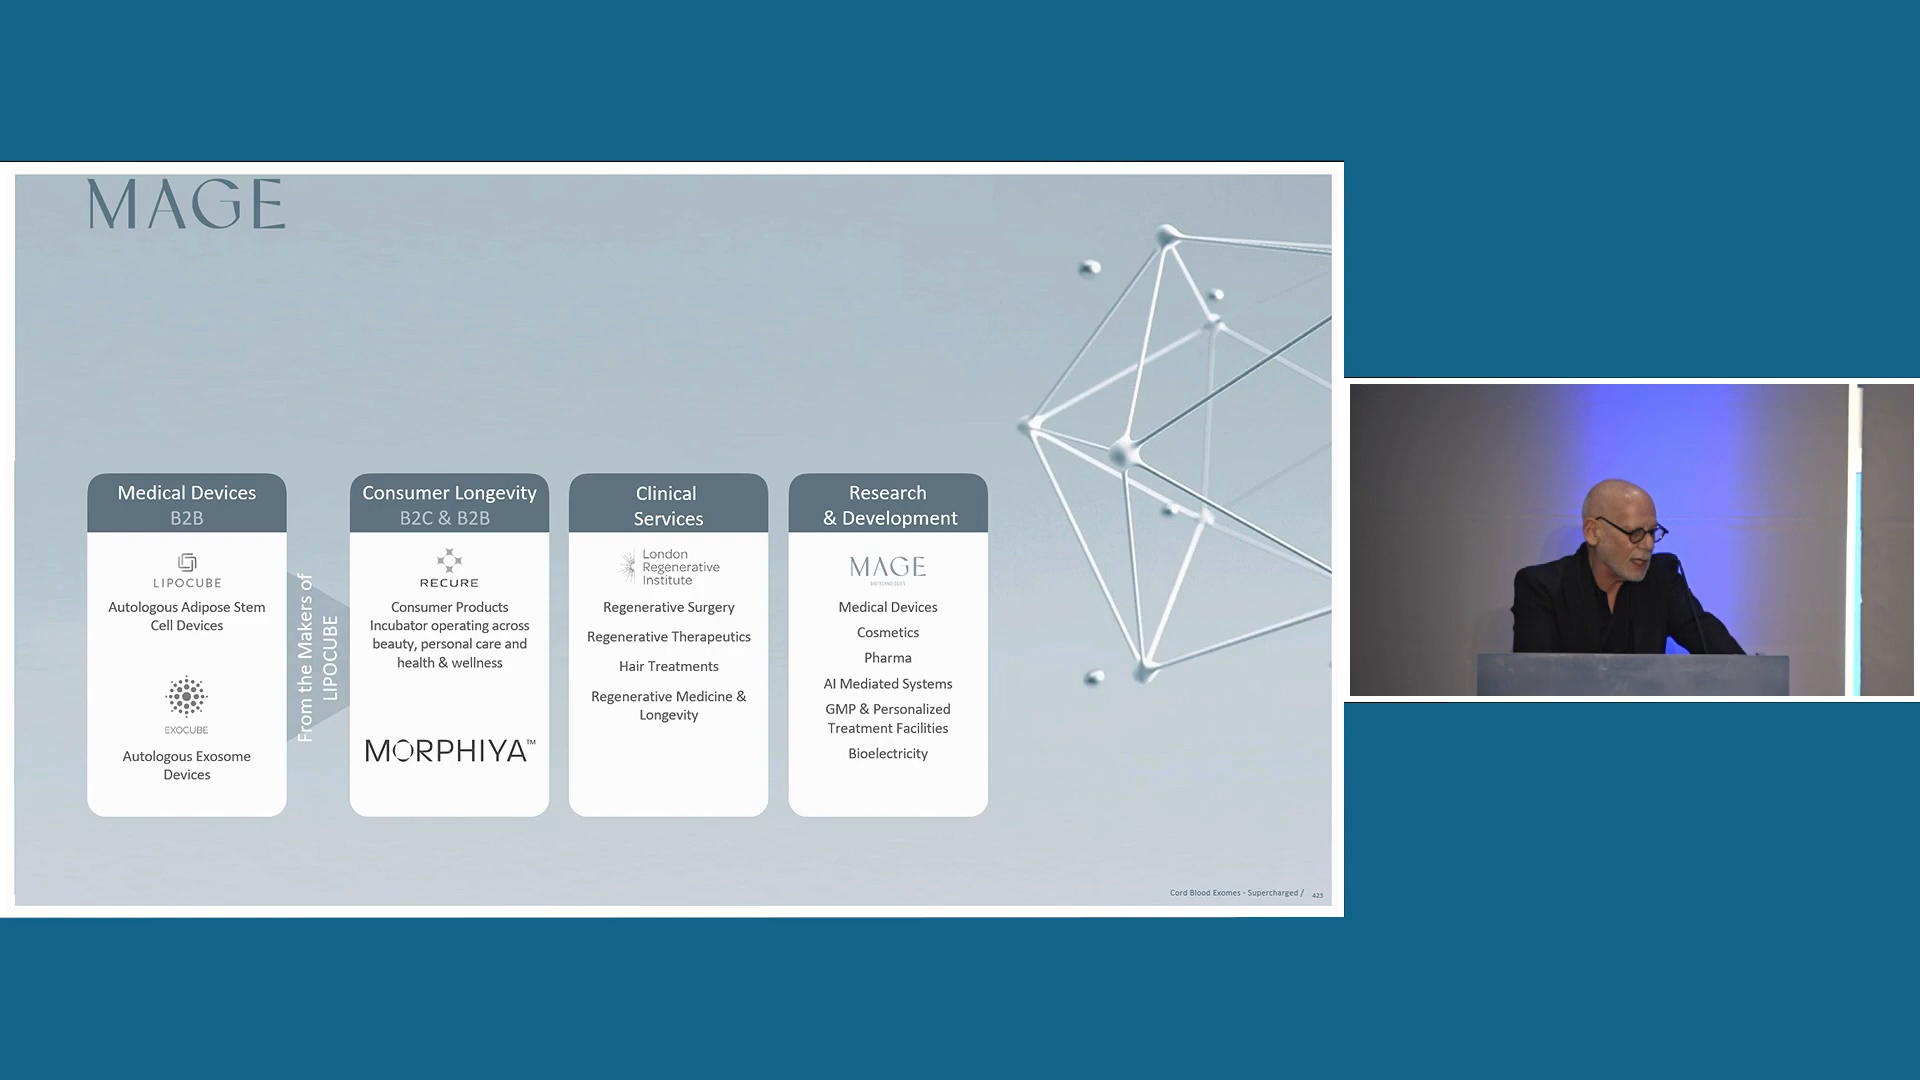 MAGE
Medical Devices
B2B
LIPOCUBE
Autologous Adipose Stem
Cell Devices
EXOCUBE
Autologous Exosome
Devices
From the Makers of
LIPOCUBE
Consumer Longevity
B2C & B2B
RECURE
Consumer Products
Incubator operating across
beauty, personal care and
health & wellness
MORPHIYA™
Clinical
Services
London
Regenerative
Institute
Regenerative Surgery
Regenerative Therapeutics
Hair Treatments
Regenerative Medicine &
Longevity
Research
& Development
MAGE
BIOTECHNOLOGIES
Medical Devices
Cosmetics
Pharma
AI Mediated Systems
GMP & Personalized
Treatment Facilities
Bioelectricity
Cord Blood Exomes - Supercharged / 423